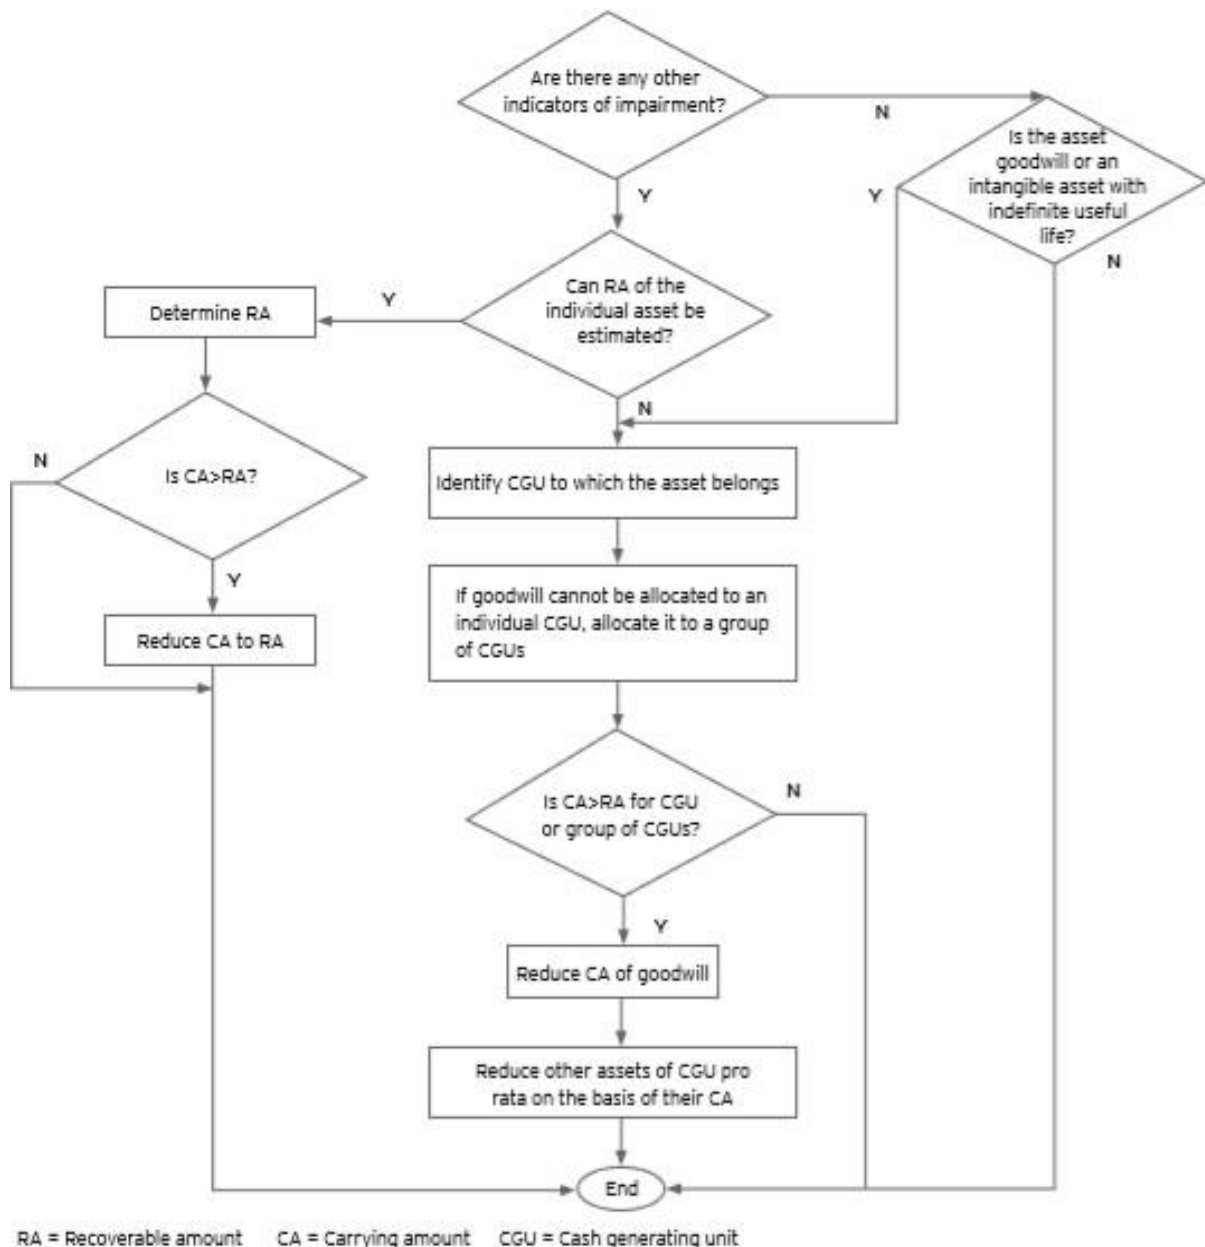 Are there any other
indicators of impairment?
N
Is the asset
goodwill or an
intangible asset with
indefinite useful
life?
Y
Y
N
Can RA of the
individual asset be
estimated?
Y
Determine RA
N
N
Is CA>RA?
Identify CGU to which the asset belongs
Y
If goodwill cannot be allocated to an
individual CGU, allocate it to a group
of CGUs
Reduce CA to RA
Is CA>RA for CGU
or group of CGUs?
N
Y
Reduce CA of goodwill
Reduce other assets of CGU pro
rata on the basis of their CA
End
RA = Recoverable amount CA = Carrying amount CGU = Cash generating unit